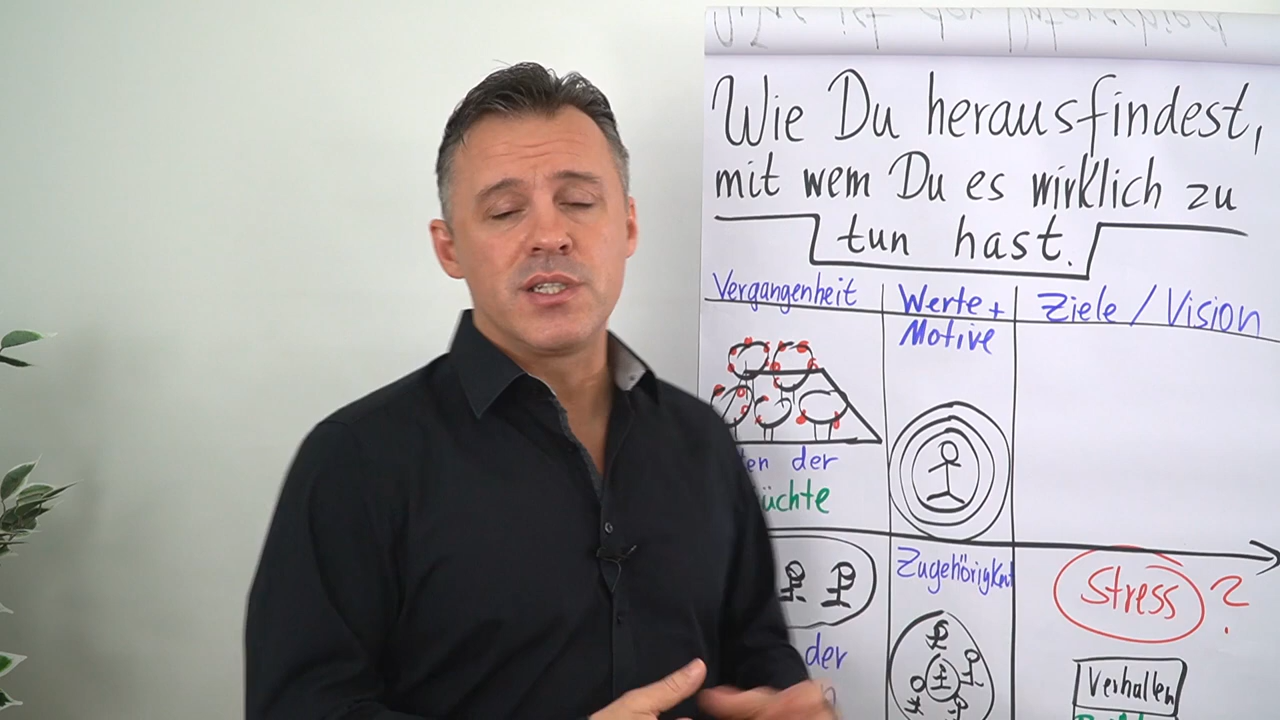 Wie Du herausfindest,
mit wem Du es wirklich zu
tun hast.
Vergangenheit
Werte +
Motive
Ziele / Vision
der
Zugehörigkeit
Stress ?
der
Verhalten